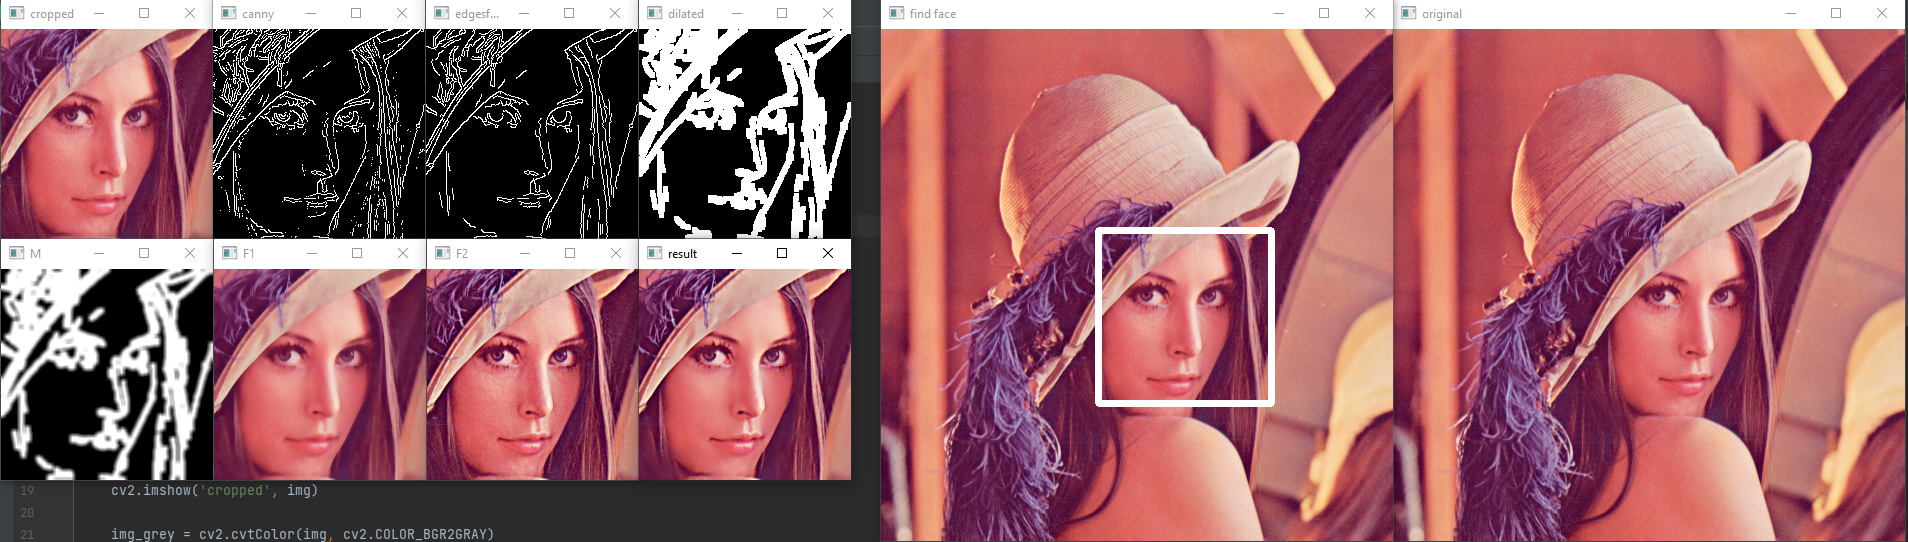 cropped
canny
edgesf...
dilated
find face
original
M
F1
F2
result
19 cv2.imshow('cropped', img)
20
21 img_grey = cv2.cvtColor(img, cv2.COLOR_BGR2GRAY)